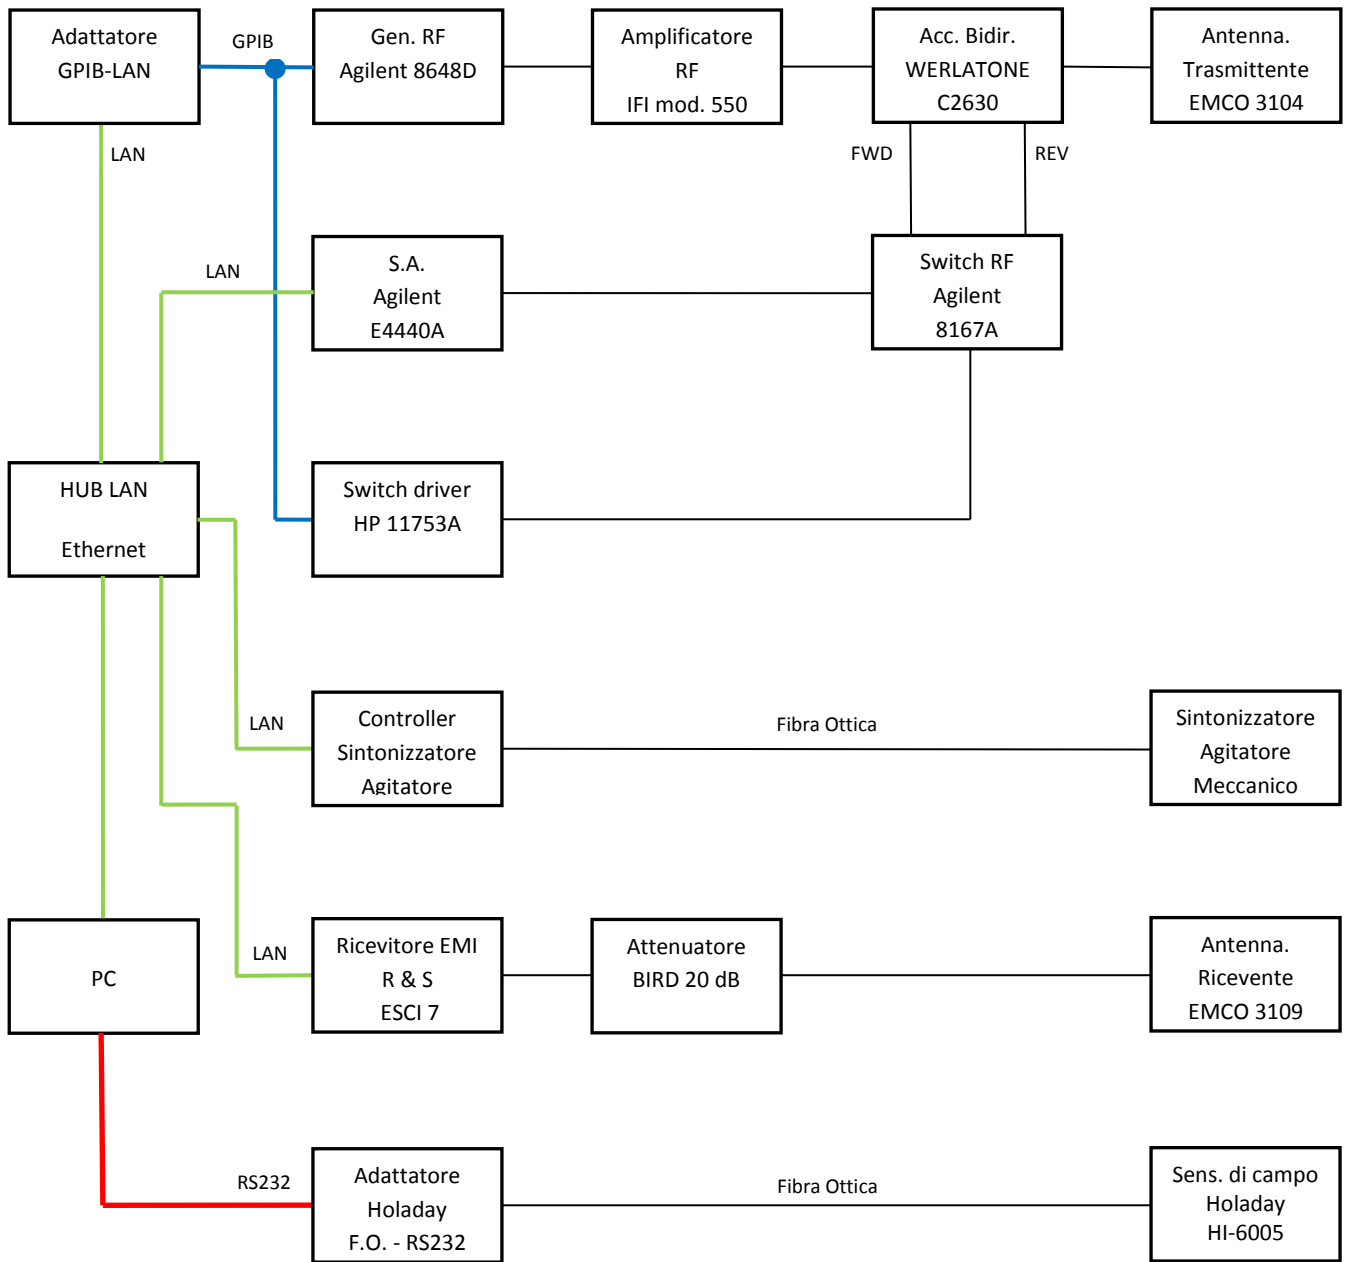 Adattatore
GPIB-LAN
GPIB
Gen. RF
Agilent 8648D
Amplificatore
RF
IFI mod. 550
Acc. Bidir.
WERLATONE
C2630
Antenna.
Trasmittente
EMCO 3104
LAN
FWD
REV
LAN
S.A.
Agilent
E4440A
Switch RF
Agilent
8167A
HUB LAN
Ethernet
Switch driver
HP 11753A
LAN
Controller
Sintonizzatore
Agitatore
Fibra Ottica
Sintonizzatore
Agitatore
Meccanico
PC
LAN
Ricevitore EMI
R & S
ESCI 7
Attenuatore
BIRD 20 dB
Antenna.
Ricevente
EMCO 3109
RS232
Adattatore
Holaday
F.O. - RS232
Fibra Ottica
Sens. di campo
Holaday
HI-6005